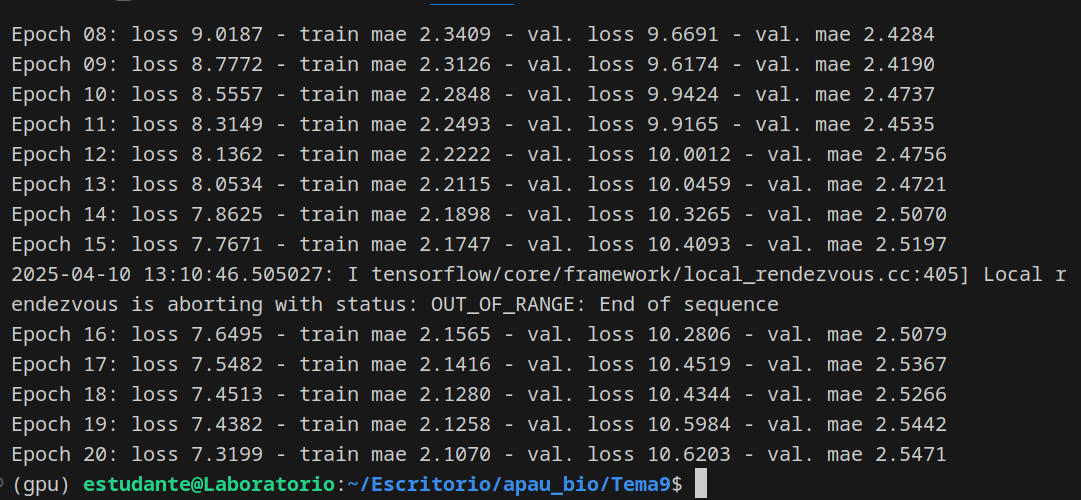 Epoch 08: loss 9.0187 - train mae 2.3409 - val. loss 9.6691 - val. mae 2.4284
Epoch 09: loss 8.7772 - train mae 2.3126 - val. loss 9.6174 - val. mae 2.4190
Epoch 10: loss 8.5557 - train mae 2.2848 - val. loss 9.9424 - val. mae 2.4737
Epoch 11: loss 8.3149 - train mae 2.2493 - val. loss 9.9165 - val. mae 2.4535
Epoch 12: loss 8.1362 - train mae 2.2222 - val. loss 10.0012 - val. mae 2.4756
Epoch 13: loss 8.0534 - train mae 2.2115 - val. loss 10.0459 - val. mae 2.4721
Epoch 14: loss 7.8625 - train mae 2.1898 - val. loss 10.3265 - val. mae 2.5070
Epoch 15: loss 7.7671 - train mae 2.1747 - val. loss 10.4093 - val. mae 2.5197
2025-04-10 13:10:46.505027: I tensorflow/core/framework/local_rendezvous.cc:405] Local r
endezvous is aborting with status: OUT_OF_RANGE: End of sequence
Epoch 16: loss 7.6495 - train mae 2.1565 - val. loss 10.2806 - val. mae 2.5079
Epoch 17: loss 7.5482 - train mae 2.1416 - val. loss 10.4519 - val. mae 2.5367
Epoch 18: loss 7.4513 - train mae 2.1280 - val. loss 10.4344 - val. mae 2.5266
Epoch 19: loss 7.4382 - train mae 2.1258 - val. loss 10.5984 - val. mae 2.5442
Epoch 20: loss 7.3199 - train mae 2.1070 - val. loss 10.6203 - val. mae 2.5471
(gpu) estudante@Laboratorio:~/Escritorio/apau_bio/Tema9$